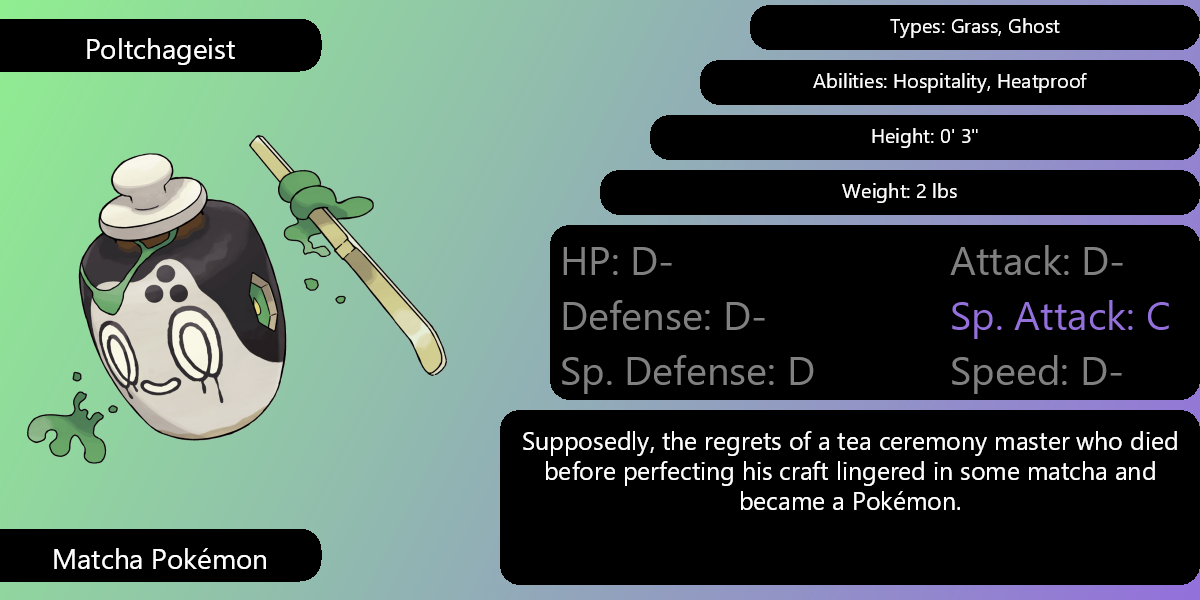 Poltchageist
Types: Grass, Ghost
Abilities: Hospitality, Heatproof
Height: 0' 3"
Weight: 2 lbs
HP: D-
Attack: D-
Defense: D-
Sp. Attack: C
Sp. Defense: D
Speed: D-
Supposedly, the regrets of a tea ceremony master who died
before perfecting his craft lingered in some matcha and
became a Pokémon.
Matcha Pokémon